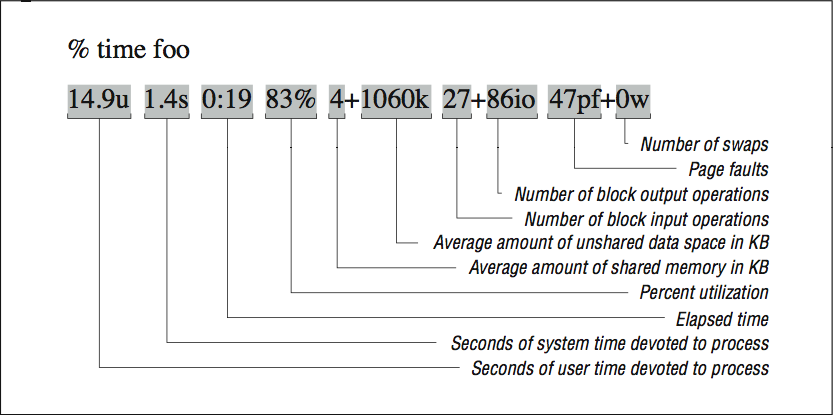 % time foo
14.9u 1.4s 0:19 83% 4+1060k 27+86io 47pf+0w
Number of swaps
Page faults
Number of block output operations
Number of block input operations
Average amount of unshared data space in KB
Average amount of shared memory in KB
Percent utilization
Elapsed time
Seconds of system time devoted to process
Seconds of user time devoted to process